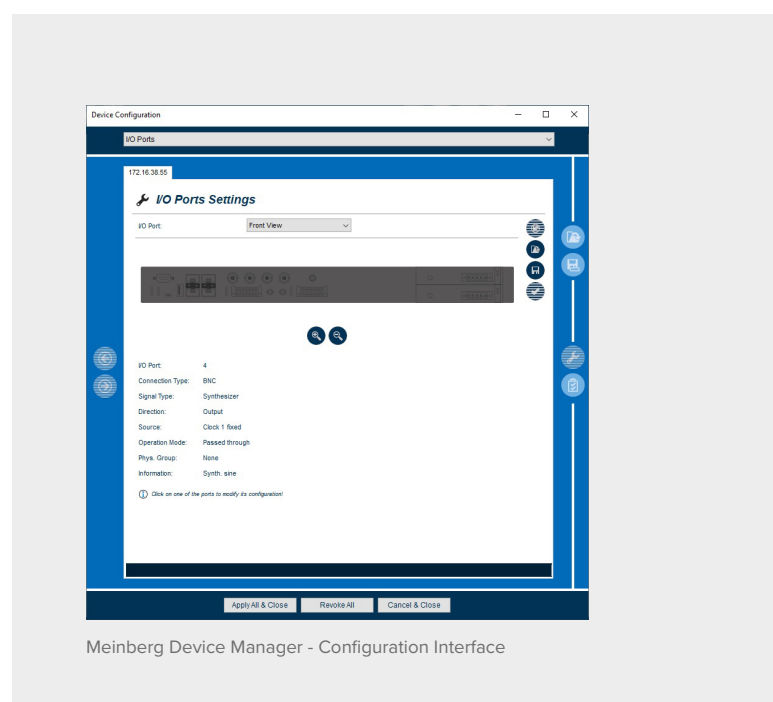 Device Configuration
I/O Ports
172.16.38.55
I/O Ports Settings
I/O Port: Front View
I/O Port: 4
Connection Type: BNC
Signal Type: Synthesizer
Direction: Output
Source: Clock 1 fixed
Operation Mode: Passed through
Phys. Group: None
Information: Synth. sine
Click on one of the ports to modify its configuration!
Apply All & Close Revoke All Cancel & Close
Meinberg Device Manager - Configuration Interface